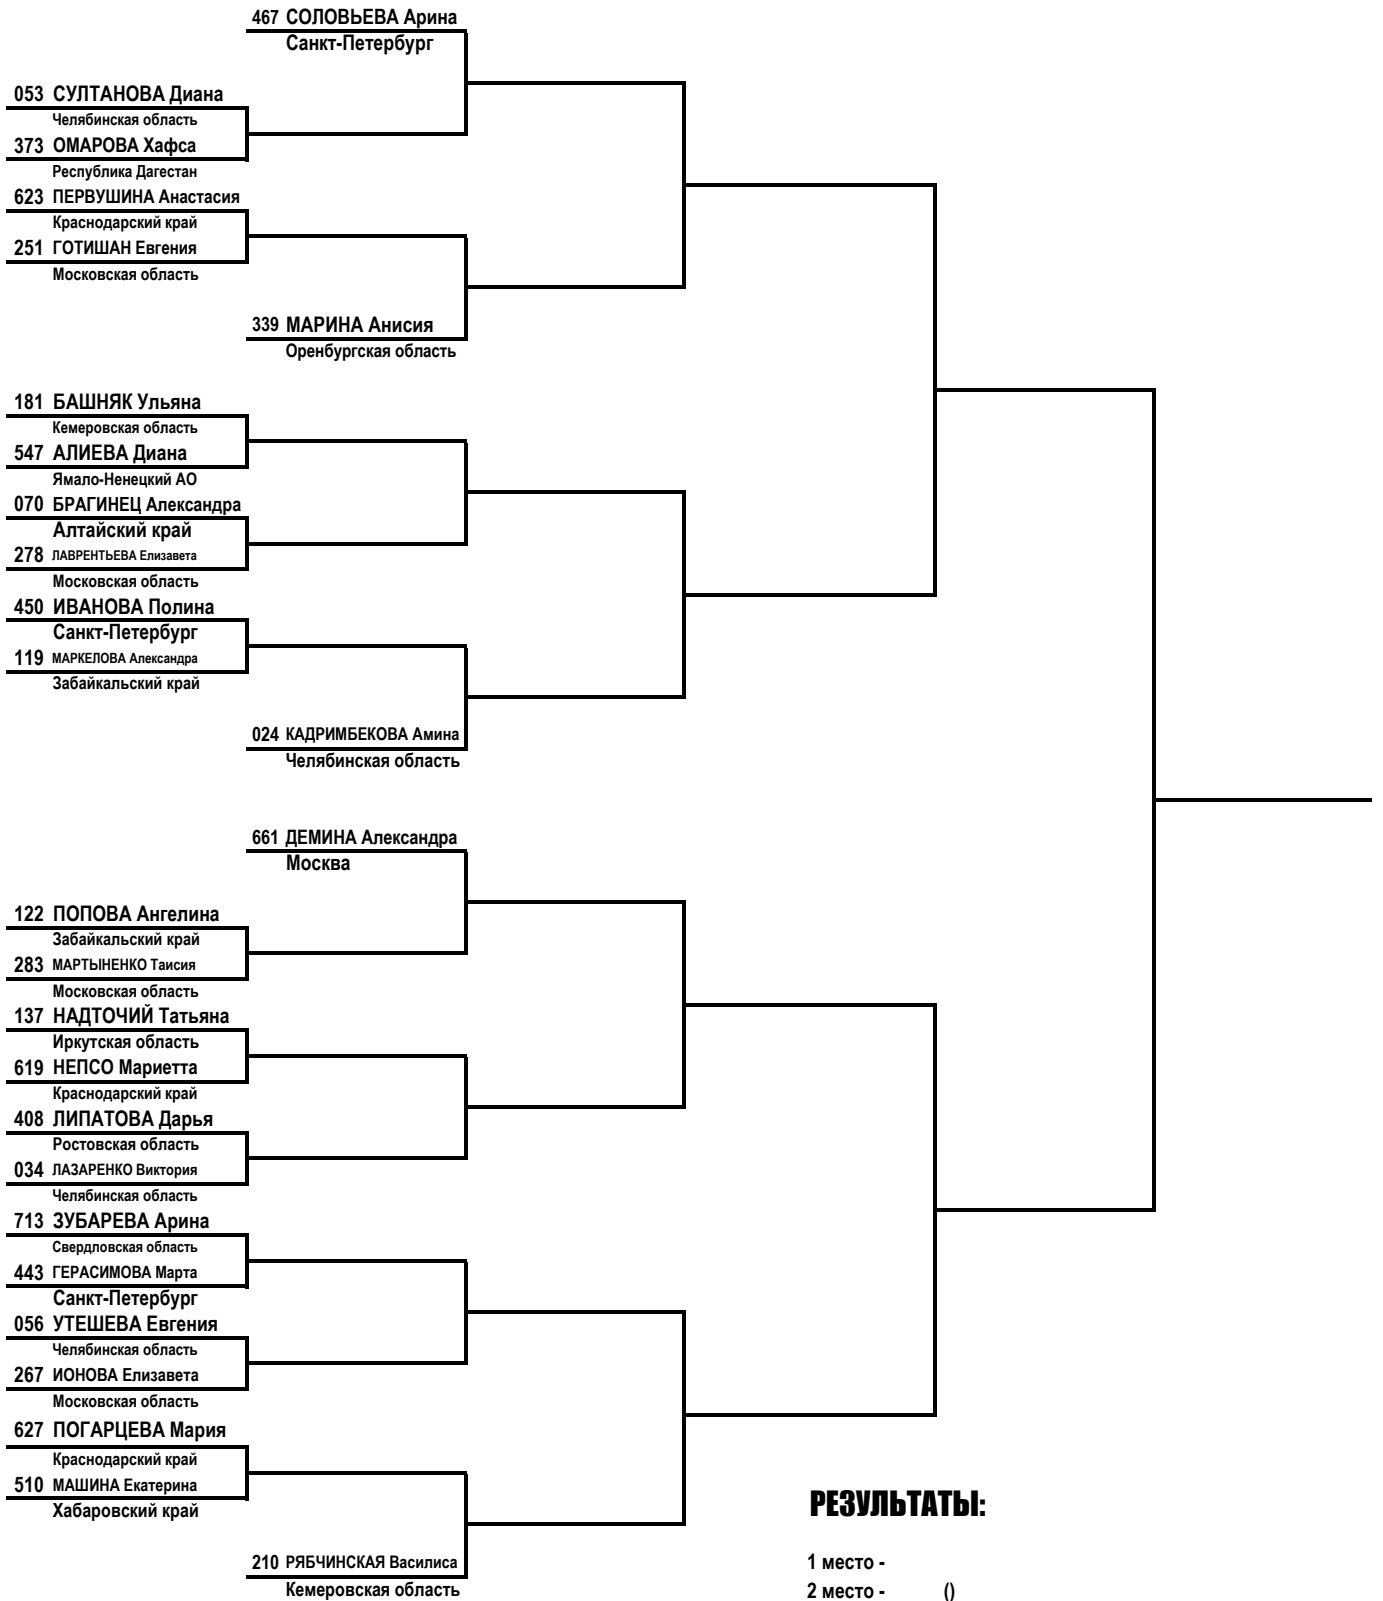 467 СОЛОВЬЕВА Арина
Санкт-Петербург
053 СУЛТАНОВА Диана
Челябинская область
373 ОМАРОВА Хафса
Республика Дагестан
623 ПЕРВУШИНА Анастасия
Краснодарский край
251 ГОТИШАН Евгения
Московская область
339 МАРИНА Анисия
Оренбургская область
181 БАШНЯК Ульяна
Кемеровская область
547 АЛИЕВА Диана
Ямало-Ненецкий АО
070 БРАГИНЕЦ Александра
Алтайский край
278 ЛАВРЕНТЬЕВА Елизавета
Московская область
450 ИВАНОВА Полина
Санкт-Петербург
119 МАРКЕЛОВА Александра
Забайкальский край
024 КАДРИМБЕКОВА Амина
Челябинская область
661 ДЕМИНА Александра
Москва
122 ПОПОВА Ангелина
Забайкальский край
283 МАРТЫНЕНКО Таисия
Московская область
137 НАДТОЧИЙ Татьяна
Иркутская область
619 НЕПСО Мариетта
Краснодарский край
408 ЛИПАТОВА Дарья
Ростовская область
034 ЛАЗАРЕНКО Виктория
Челябинская область
713 ЗУБАРЕВА Арина
Свердловская область
443 ГЕРАСИМОВА Марта
Санкт-Петербург
056 УТЕШЕВА Евгения
Челябинская область
267 ИОНОВА Елизавета
Московская область
627 ПОГАРЦЕВА Мария
Краснодарский край
510 МАШИНА Екатерина
Хабаровский край
210 РЯБЧИНСКАЯ Василиса
Кемеровская область
РЕЗУЛЬТАТЫ:
1 место -
2 место - ()